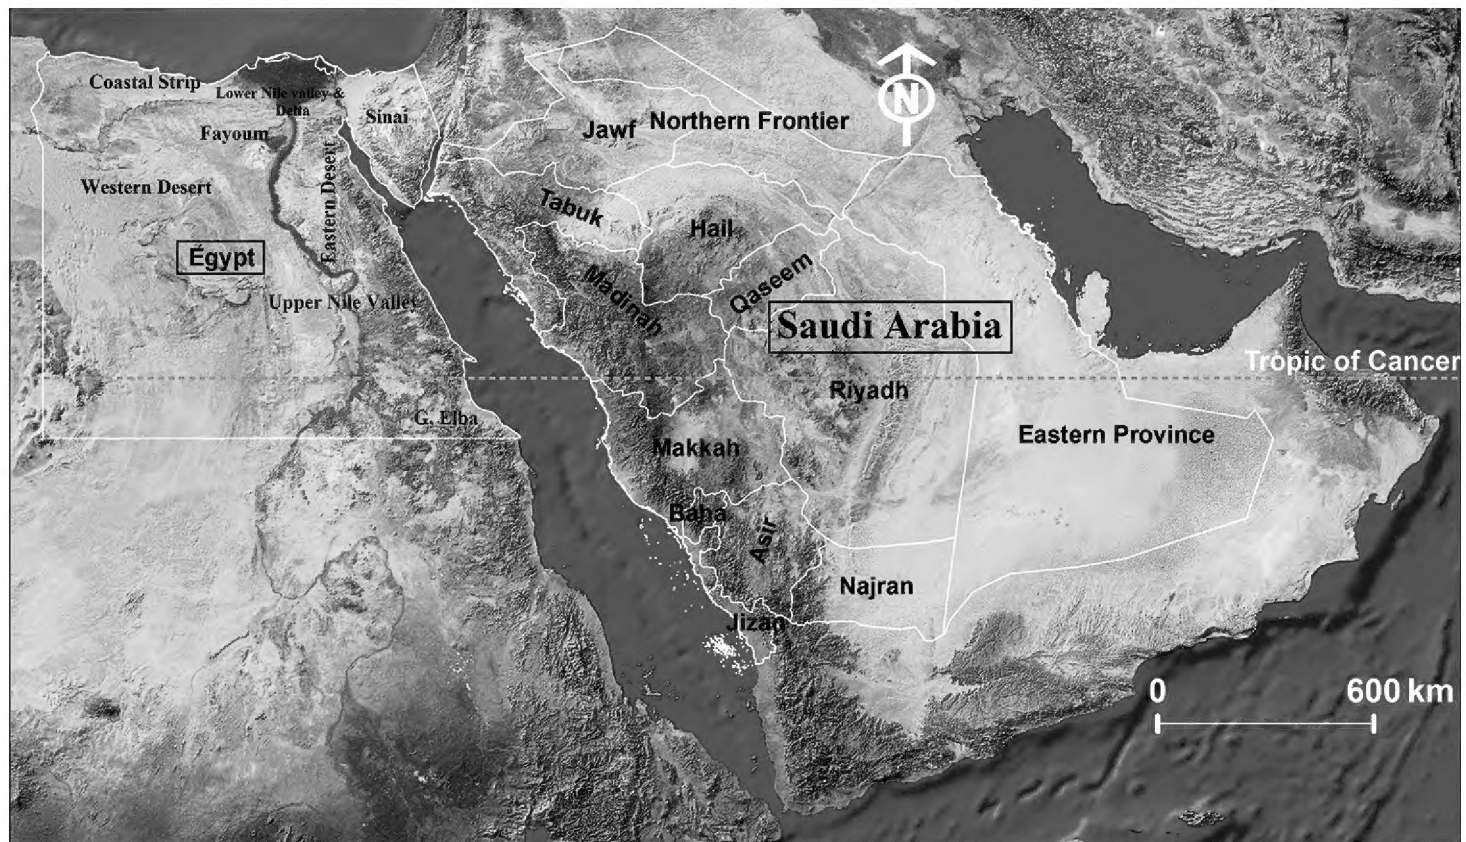 Coastal Strip
Lower Nile valley &
Delta
Sinai
Fayoum
Western Desert
Eastern Desert
Egypt
Upper Nile Valley
G. Elba
N
Jawf
Northern Frontier
Tabuk
Hail
Madinah
Qaseem
Saudi Arabia
Tropic of Cancer
Riyadh
Eastern Province
Makkah
Baha
Asir
Najran
Jizan
0
600 km